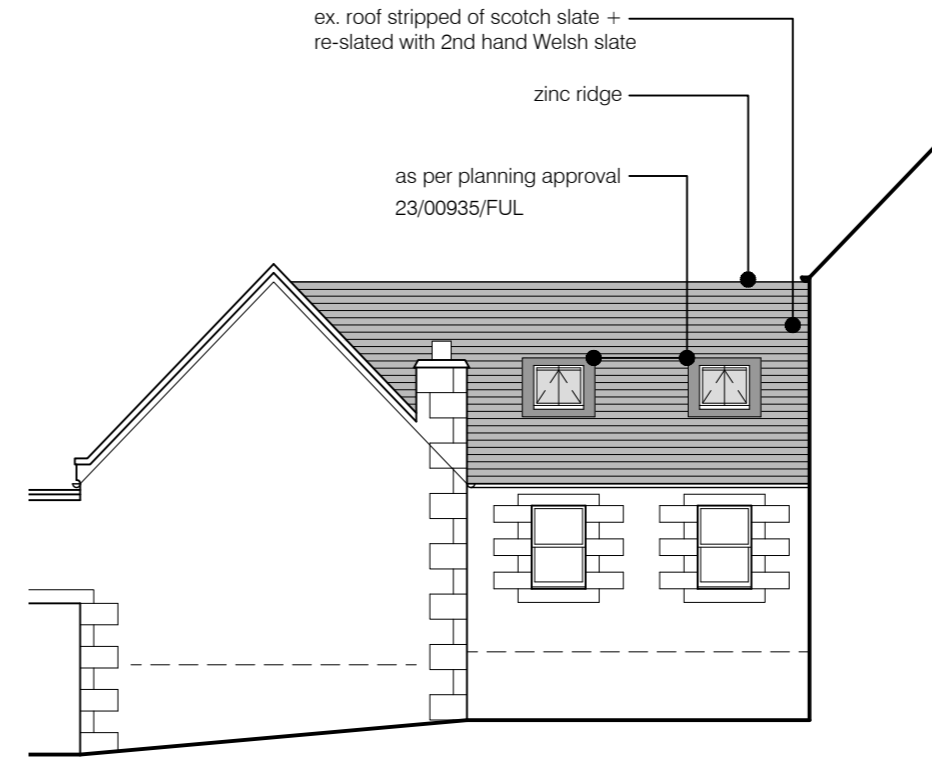 ex. roof stripped of scotch slate +
re-slated with 2nd hand Welsh slate
zinc ridge
as per planning approval
23/00935/FUL